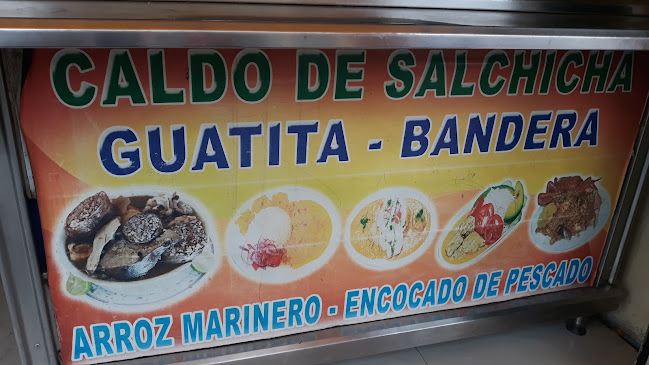 CALDO DE SALCHICHA
GUATITA - BANDERA
ARROZ MARINERO - ENCOCADO DE PESCADO